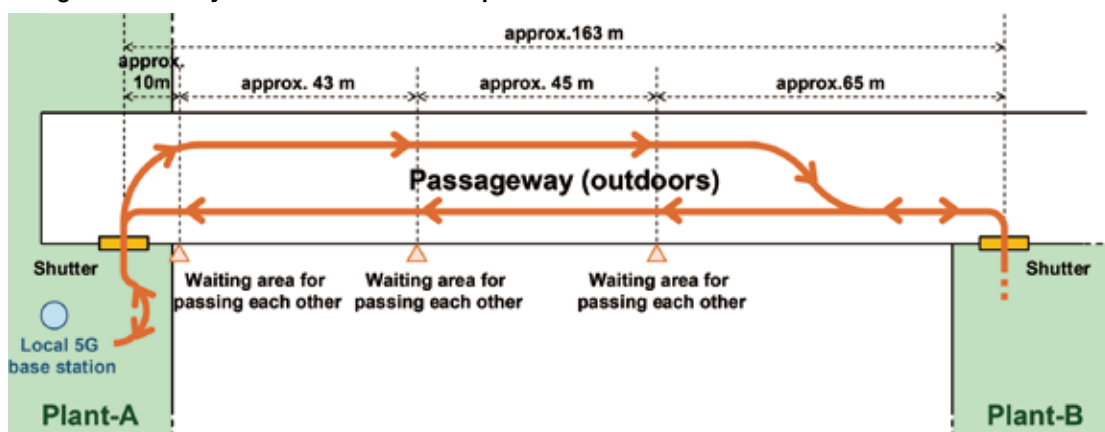 approx.163 m
approx.
10m
approx. 43 m
approx. 45 m
approx.65 m
Passageway (outdoors)
Shutter
Waiting area for
passing each other
Waiting area for
passing each other
Waiting area for
passing each other
Shutter
Local 5G
base station
Plant-A
Plant-B